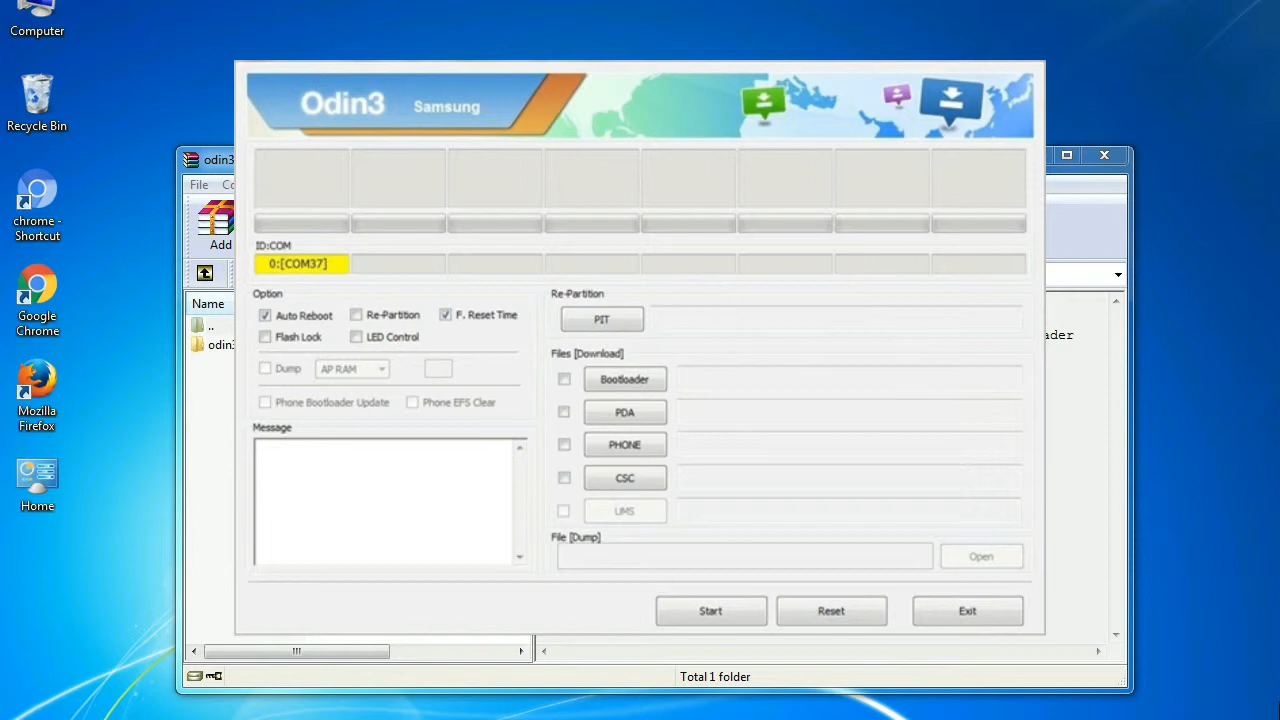 Computer
Recycle Bin
chrome -
Shortcut
Google
Chrome
Mozilla
Firefox
Home
odin3
File
Add
Name
..
odin3
Odin3 Samsung
ID:COM
0:[COM37]
Option
Auto Reboot
Re-Partition
F. Reset Time
Flash Lock
LED Control
Dump
AP RAM
Phone Bootloader Update
Phone EFS Clear
Message
Re-Partition
PIT
Files [Download]
Bootloader
PDA
PHONE
CSC
UMS
File [Dump]
Open
Start
Reset
Exit
Total 1 folder